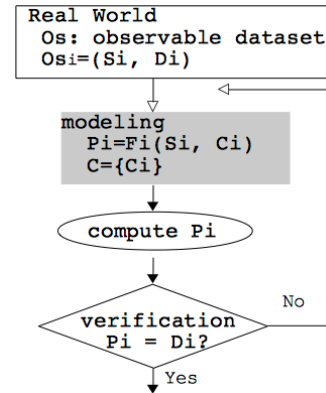 Real World
Os: observable dataset
Osi=(Si, Di)
modeling
Pi=Fi(Si, Ci)
C={Ci}
compute Pi
No
verification
Pi = Di?
Yes